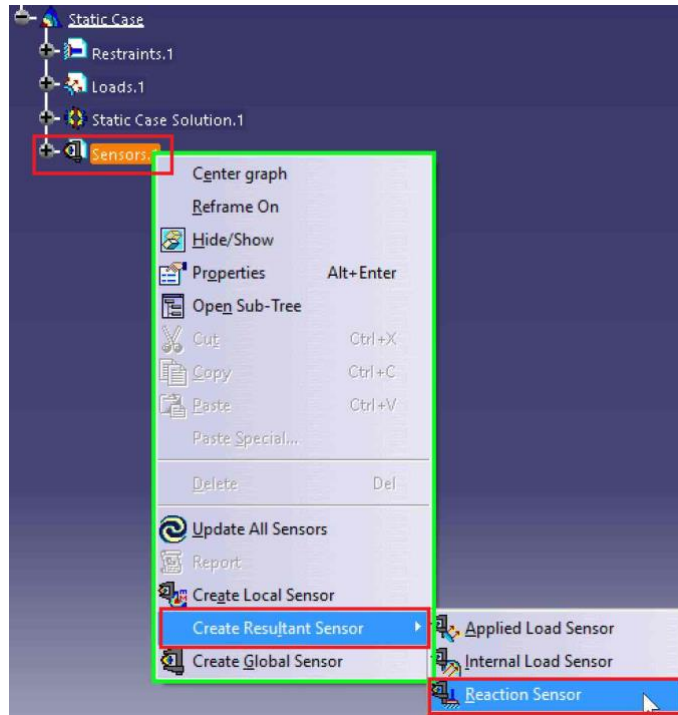 Static Case
Restraints.1
Loads.1
Static Case Solution.1
Sensors.1
Center graph
Reframe On
Hide/Show
Properties Alt+Enter
Open Sub-Tree
Cut Ctrl+X
Copy Ctrl+C
Paste Ctrl+V
Paste Special...
Delete Del
Update All Sensors
Report
Create Local Sensor
Create Resultant Sensor
Applied Load Sensor
Create Global Sensor
Internal Load Sensor
Reaction Sensor